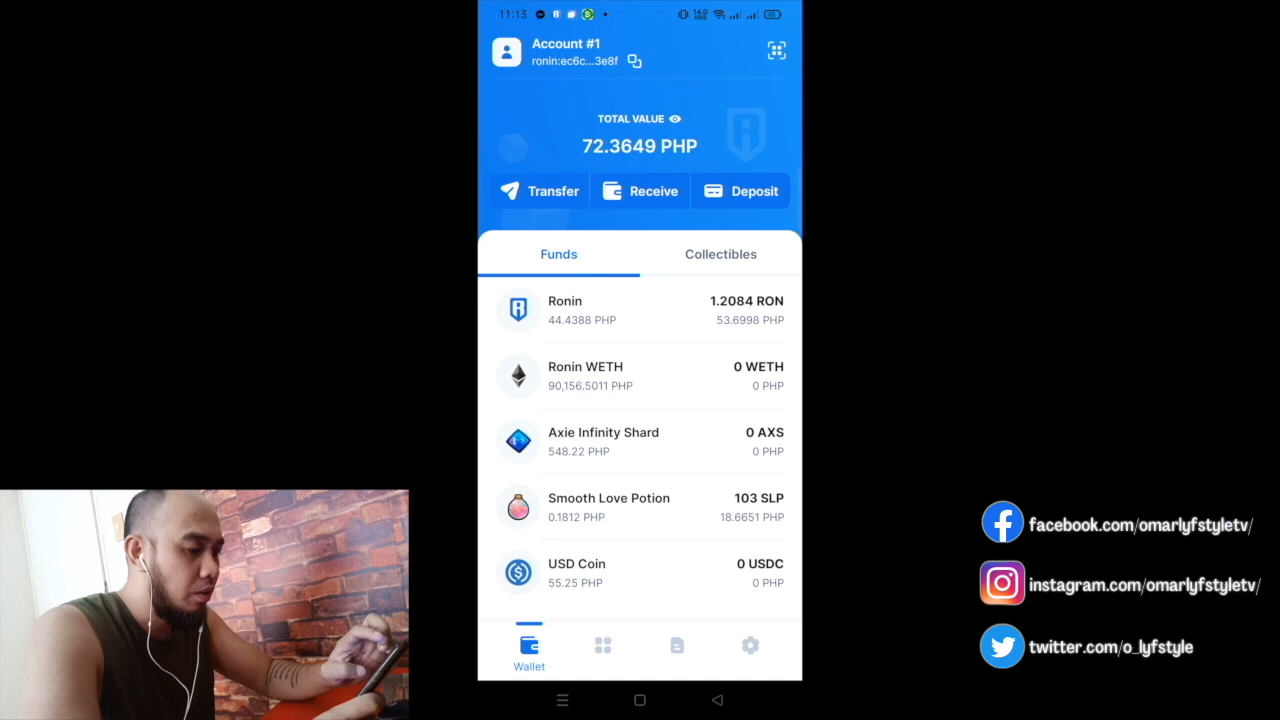 11:13
14.0
KB/S
Account #1
ronin:ec6c...3e8f
TOTAL VALUE
72.3649 PHP
Transfer
Receive
Deposit
Funds
Collectibles
Ronin
1.2084 RON
44.4388 PHP
53.6998 PHP
Ronin WETH
0 WETH
90,156.5011 PHP
0 PHP
Axie Infinity Shard
0 AXS
548.22 PHP
0 PHP
Smooth Love Potion
103 SLP
0.1812 PHP
18.6651 PHP
USD Coin
0 USDC
55.25 PHP
0 PHP
Wallet
facebook.com/omarlyfstyletv/
instagram.com/omarlyfstyletv/
twitter.com/o_lyfstyle